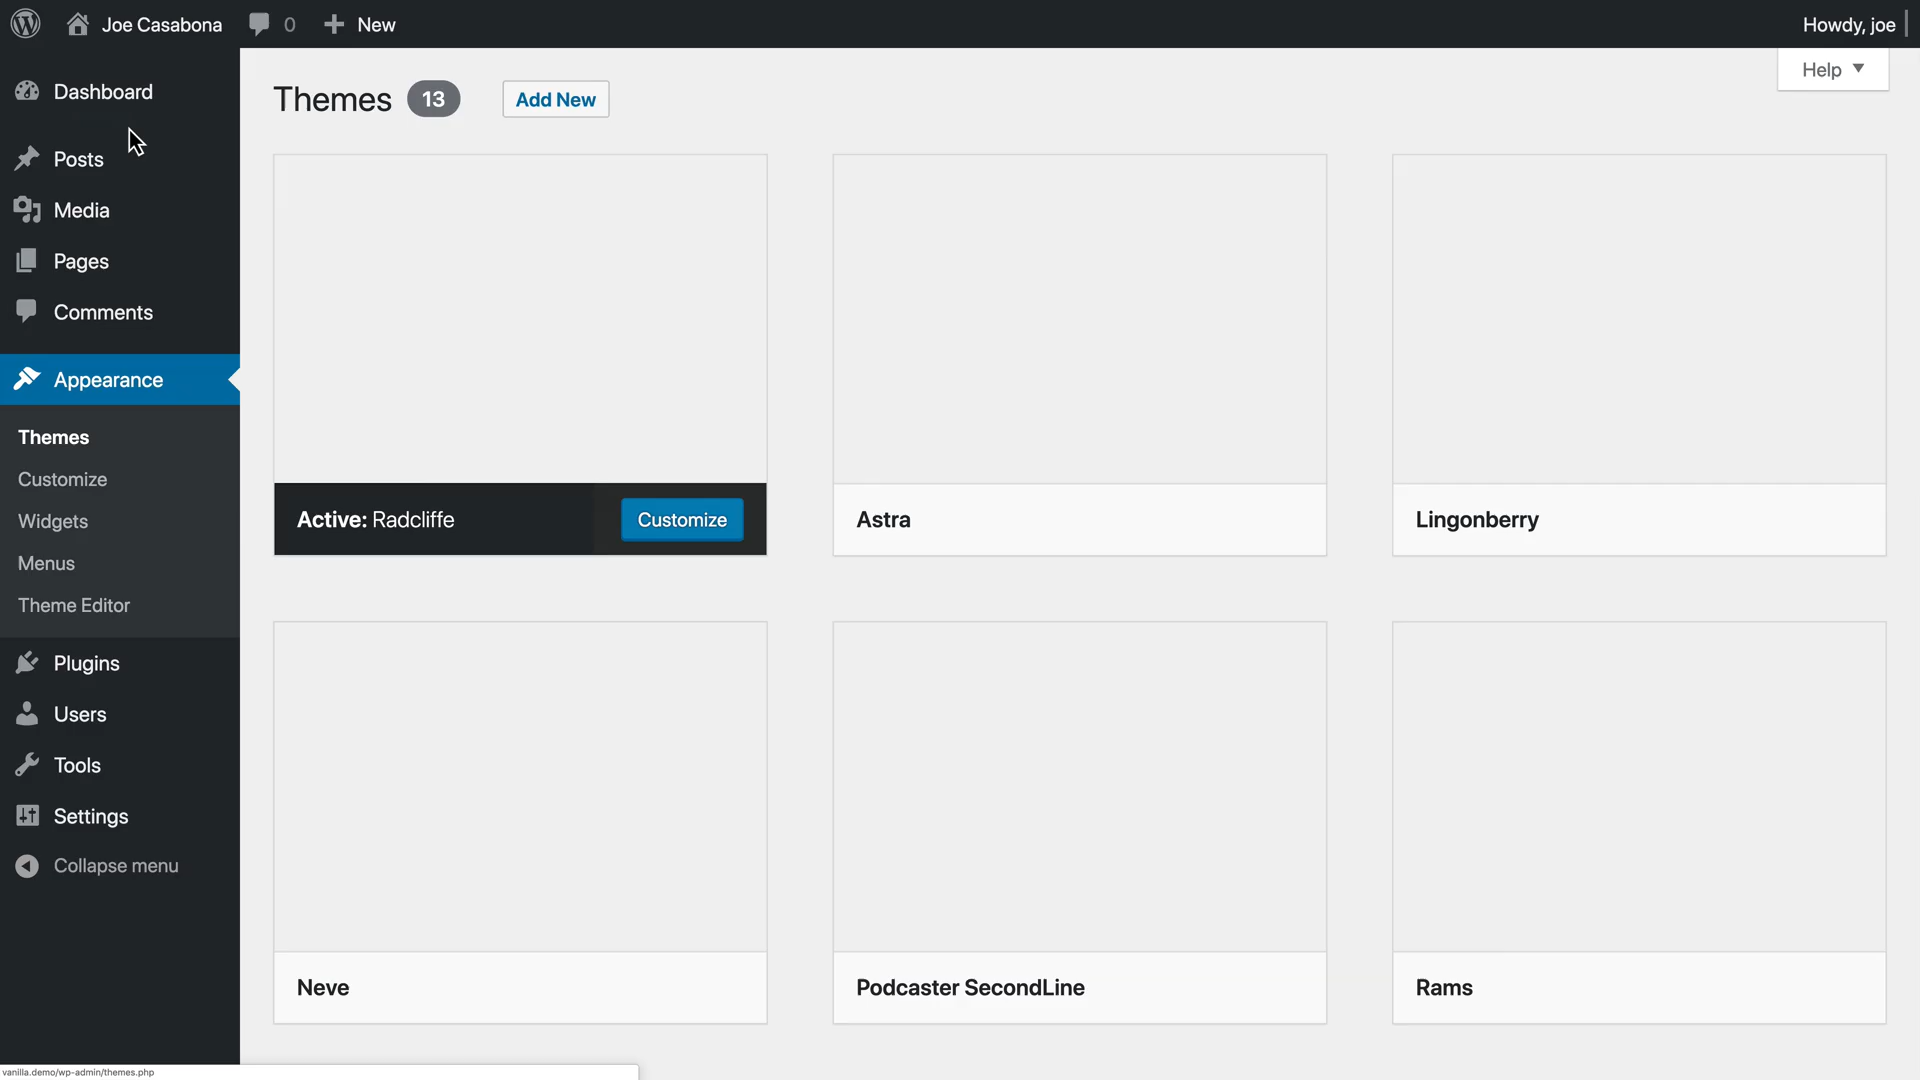 Joe Casabona
0
New
Howdy, joe
Help
Dashboard
Posts
Media
Pages
Comments
Appearance
Themes
Customize
Widgets
Menus
Theme Editor
Plugins
Users
Tools
Settings
Collapse menu
Themes 13 Add New
Active: Radcliffe
Customize
Astra
Lingonberry
Neve
Podcaster SecondLine
Rams
vanilla.demo/wp-admin/themes.php